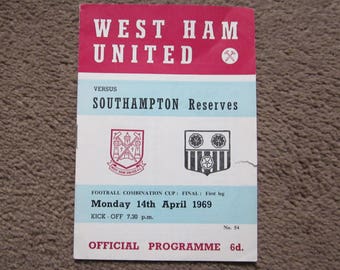 WEST HAM
UNITED
VERSUS
SOUTHAMPTON Reserves
FOOTBALL COMBINATION CUP : FINAL : First leg
Monday 14th April 1969
KICK-OFF 7.30 p.m.
No. 54
OFFICIAL PROGRAMME 6d.